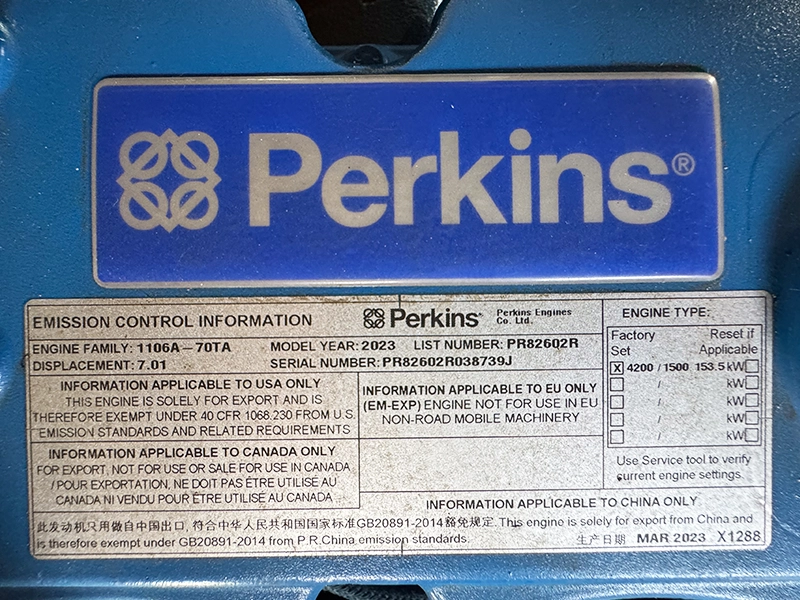 Perkins®
EMISSION CONTROL INFORMATION
Perkins®
Perkins Engines
Co. Ltd.
ENGINE FAMILY: 1106A-70TA MODEL YEAR: 2023 LIST NUMBER: PR82602R
DISPLACEMENT: 7.01 SERIAL NUMBER: PR82602R038739J
INFORMATION APPLICABLE TO USA ONLY
THIS ENGINE IS SOLELY FOR EXPORT AND IS
THEREFORE EXEMPT UNDER 40 CFR 1068.230 FROM U.S.
EMISSION STANDARDS AND RELATED REQUIREMENTS
INFORMATION APPLICABLE TO EU ONLY
(EM-EXP) ENGINE NOT FOR USE IN EU
NON-ROAD MOBILE MACHINERY
INFORMATION APPLICABLE TO CANADA ONLY
FOR EXPORT, NOT FOR USE OR SALE FOR USE IN CANADA
/ POUR EXPORTATION, NE DOIT PAS ÊTRE UTILISÉ AU
CANADA NI VENDU POUR ÊTRE UTILISÉ AU CANADA
ENGINE TYPE:
Factory Reset if
Set Applicable
X 4200 / 1500 153.5 kW
/ kW
/ kW
/ kW
/ kW
Use Service tool to verify
current engine settings.
INFORMATION APPLICABLE TO CHINA ONLY
此发动机只用做自中国出口, 符合中华人民共和国国家标准GB20891-2014豁免规定. This engine is solely for export from China and
is therefore exempt under GB20891-2014 from P.R.China emission standards.
生产日期 MAR 2023 X1288